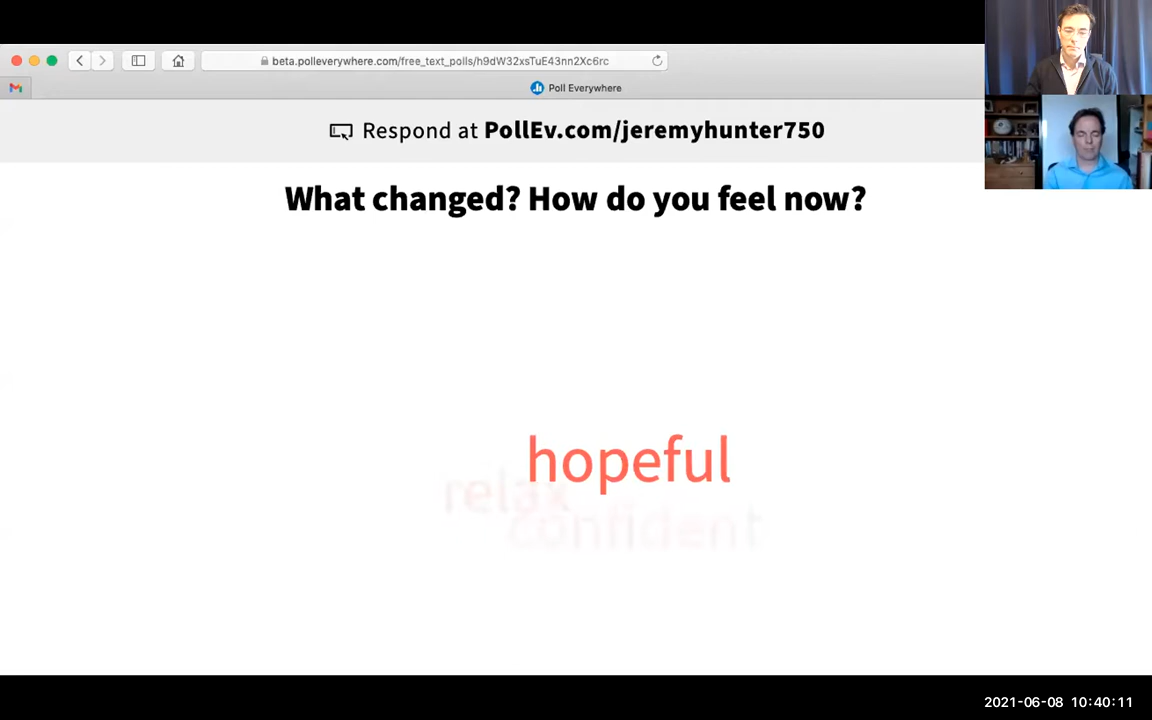 beta.polleverywhere.com/free_text_polls/h9dW32xsTuE43nn2Xc6rc
Poll Everywhere
Respond at PollEv.com/jeremyhunter750
What changed? How do you feel now?
hopeful
relax
confident
2021-06-08 10:40:11